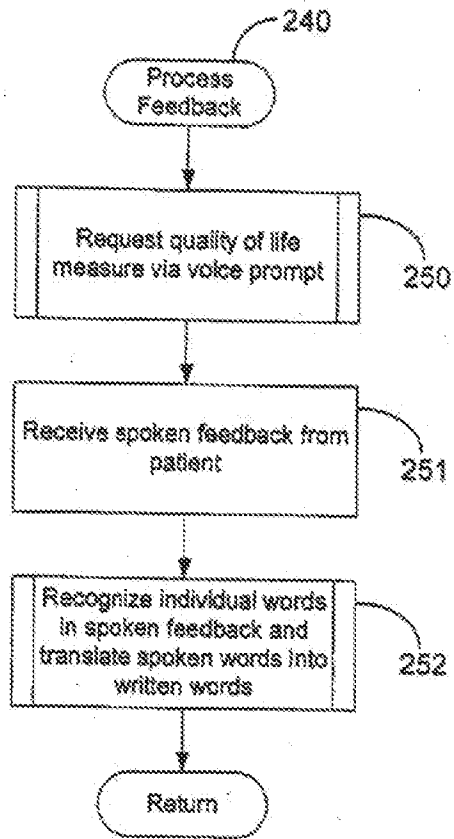 240
Process
Feedback
Request quality of life
measure via voice prompt
250
Receive spoken feedback from
patient
251
Recognize individual words
in spoken feedback and
translate spoken words into
written words
252
Return